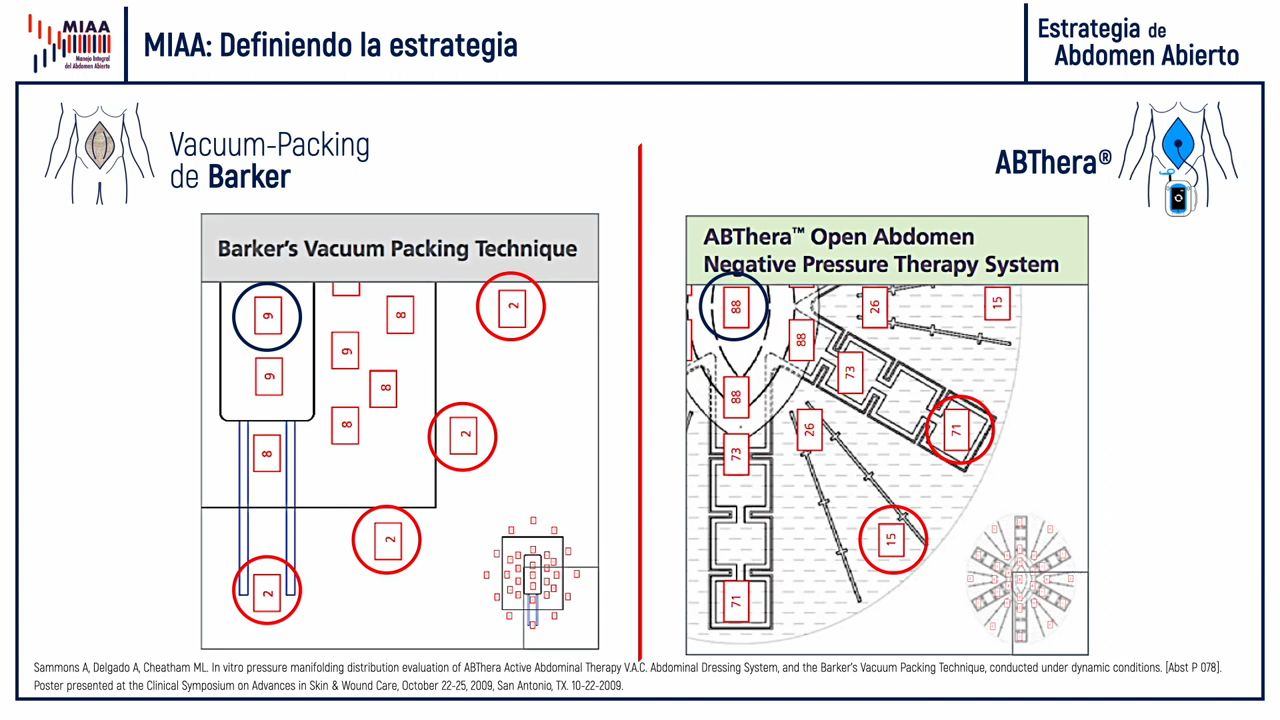 MIAA
Manejo Integral
del Abdomen Abierto
MIAA: Definiendo la estrategia
Estrategia de
Abdomen Abierto
Vacuum-Packing
de Barker
ABThera®
Barker's Vacuum Packing Technique
9
8
2
9
9
8
8
8
2
2
2
ABThera™ Open Abdomen
Negative Pressure Therapy System
88
26
15
88
73
88
26
71
73
15
71
Sammons A, Delgado A, Cheatham ML. In vitro pressure manifolding distribution evaluation of ABThera Active Abdominal Therapy V.A.C. Abdominal Dressing System, and the Barker's Vacuum Packing Technique, conducted under dynamic conditions. [Abst P 078].
Poster presented at the Clinical Symposium on Advances in Skin & Wound Care, October 22-25, 2009, San Antonio, TX. 10-22-2009.